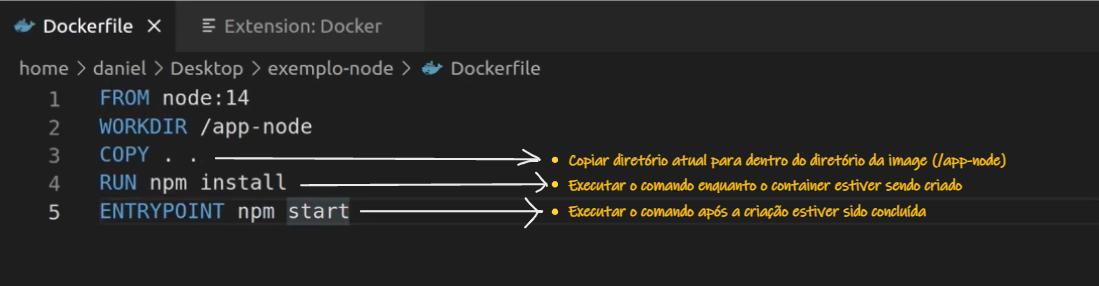 Dockerfile × Extension: Docker
home > daniel > Desktop > exemplo-node > Dockerfile
1 FROM node:14
2 WORKDIR /app-node
3 COPY . . • Copiar diretório atual para dentro do diretório da image (/app-node)
4 RUN npm install • Executar o comando enquanto o container estiver sendo criado
5 ENTRYPOINT npm start • Executar o comando após a criação estiver sido concluída